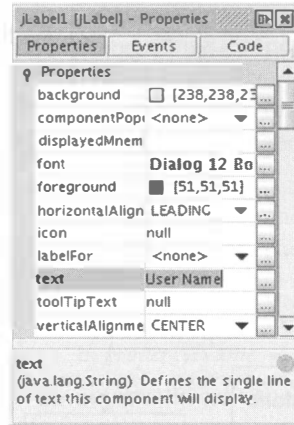 jLabel1 [JLabel] - Properties
Properties Events Code
Properties
background [238,238,23 ...
componentPopu <none> ...
displayedMnem ...
font Dialog 12 Bo ...
foreground [51,51,51] ...
horizontalAlign LEADING ...
icon null ...
labelFor <none> ...
text User Name ...
toolTipText null ...
verticalAlignme CENTER ...
text
(java.lang.String) Defines the single line
of text this component will display.